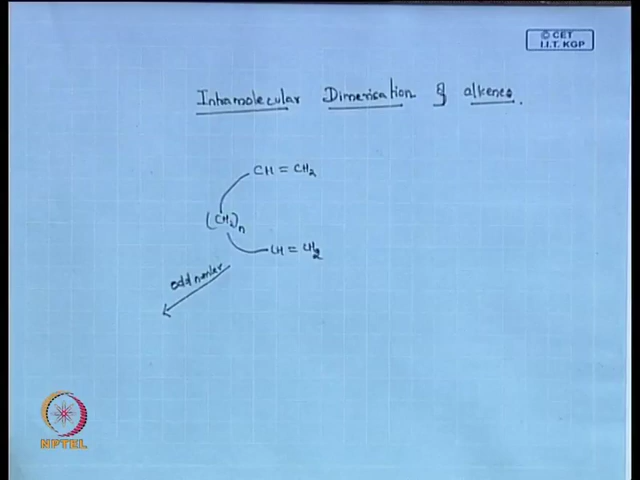 © CET
I.I.T. KGP
Intramolecular Dimerisation of alkenes.
CH = CH2
(CH2)n
CH = CH2
odd number
NPTEL